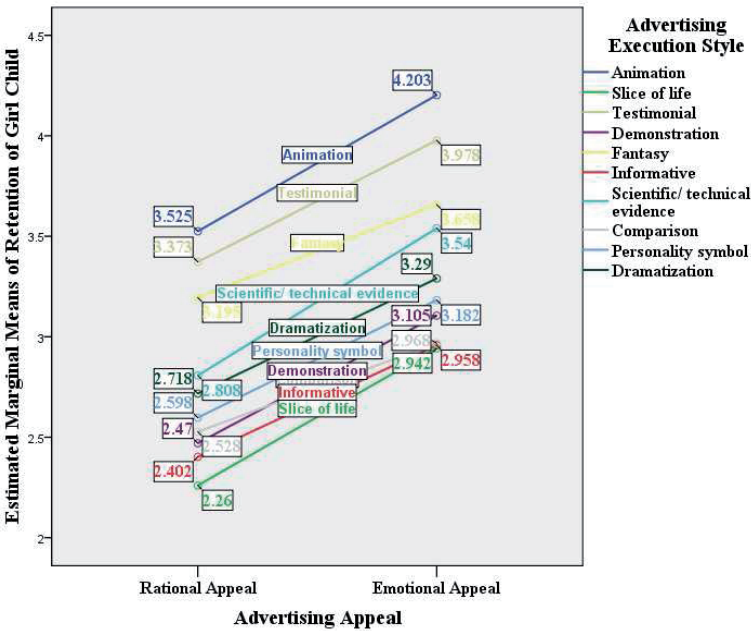 Advertising
Execution Style
Animation
Slice of life
Testimonial
Demonstration
Fantasy
Informative
Scientific/ technical
evidence
Comparison
Personality symbol
Dramatization
Estimated Marginal Means of Retention of Girl Child
4.5
4
3.5
3
2.5
2
4.203
3.978
3.658
3.54
3.29
3.105
3.182
2.968
2.942
2.958
3.525
3.373
3.195
2.718
2.808
2.598
2.47
2.528
2.402
2.26
Animation
Testimonial
Fantasy
Scientific/ technical evidence
Dramatization
Personality symbol
Demonstration
Informative
Slice of life
Rational Appeal
Emotional Appeal
Advertising Appeal